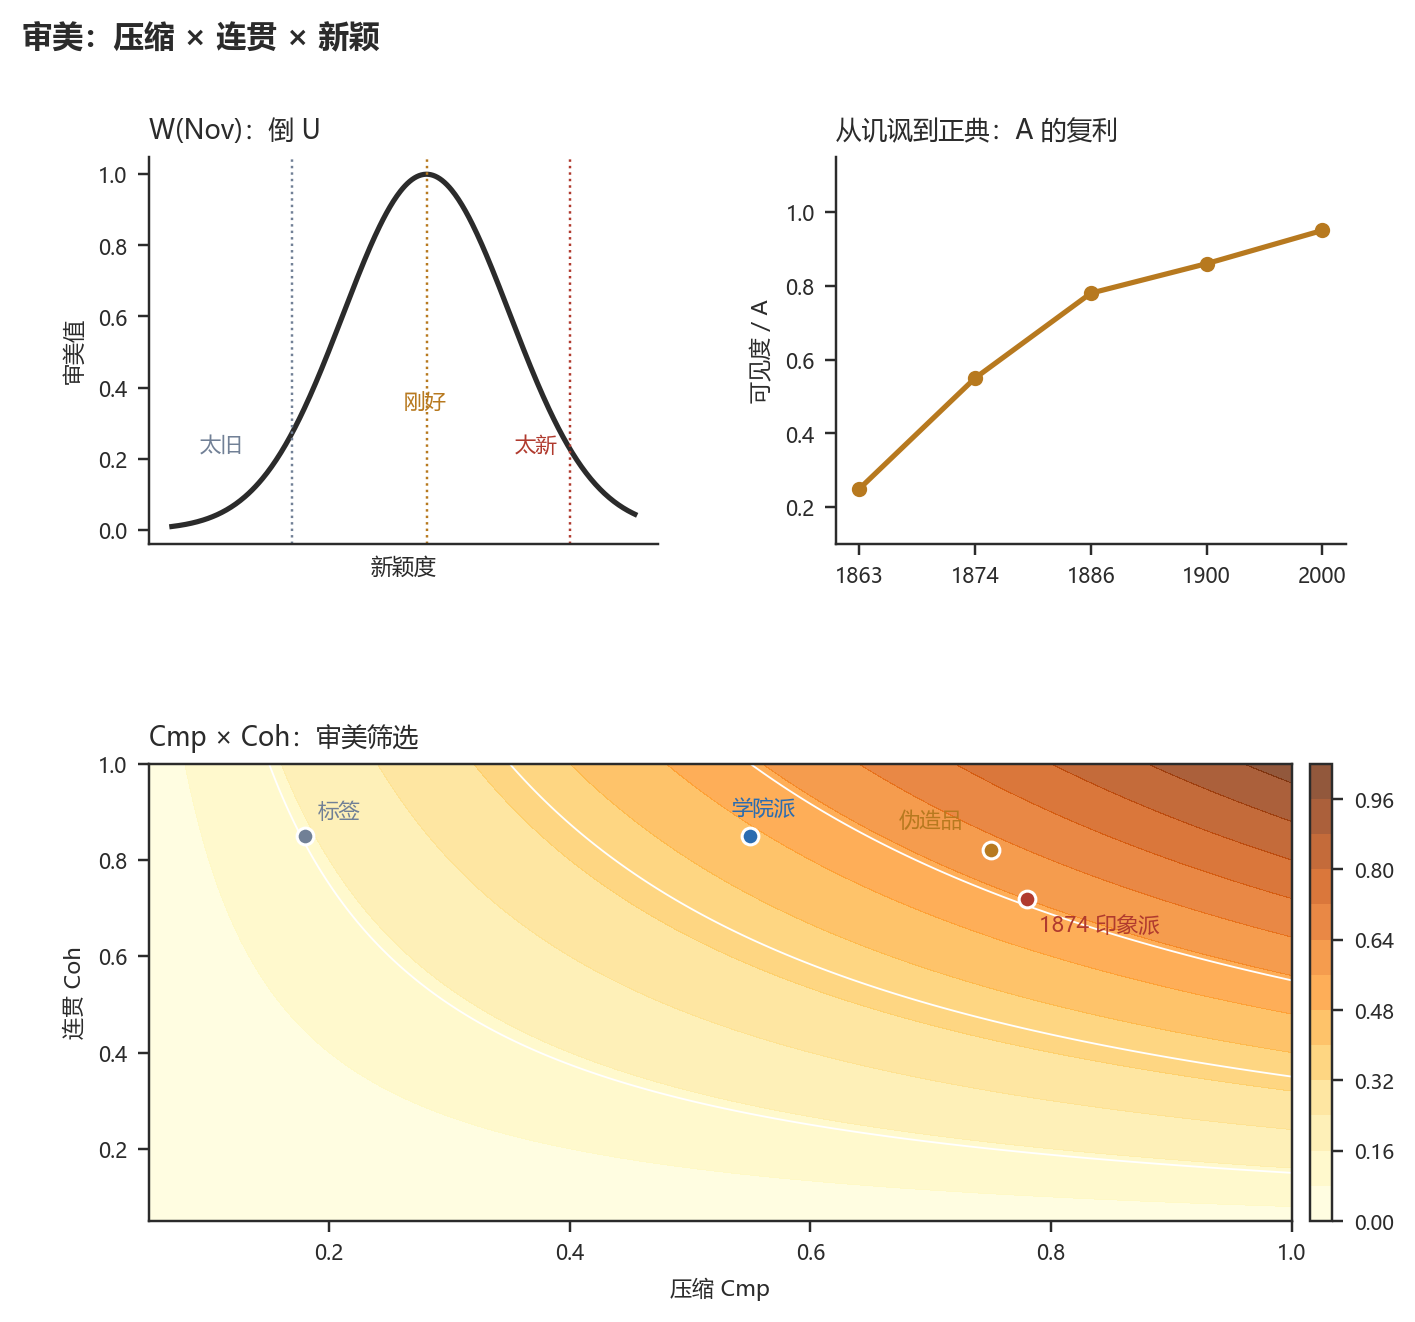 审美：压缩 × 连贯 × 新颖
W(Nov)：倒 U
审美值
1.0
0.8
0.6
0.4
0.2
0.0
太旧
刚好
太新
新颖度
从讥讽到正典：A 的复利
可见度 / A
1.0
0.8
0.6
0.4
0.2
1863
1874
1886
1900
2000
Cmp × Coh：审美筛选
连贯 Coh
1.0
0.8
0.6
0.4
0.2
标签
学院派
伪造品
1874 印象派
0.2
0.4
0.6
0.8
1.0
压缩 Cmp
0.96
0.80
0.64
0.48
0.32
0.16
0.00